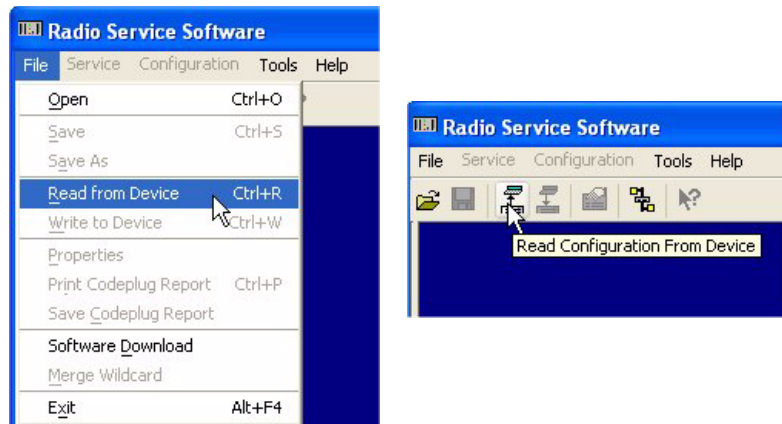 Radio Service Software
File Service Configuration Tools Help
Open Ctrl+O
Save Ctrl+S
Save As
Read from Device Ctrl+R
Write to Device Ctrl+W
Properties
Print Codeplug Report Ctrl+P
Save Codeplug Report
Software Download
Merge Wildcard
Exit Alt+F4
Radio Service Software
File Service Configuration Tools Help
Read Configuration From Device